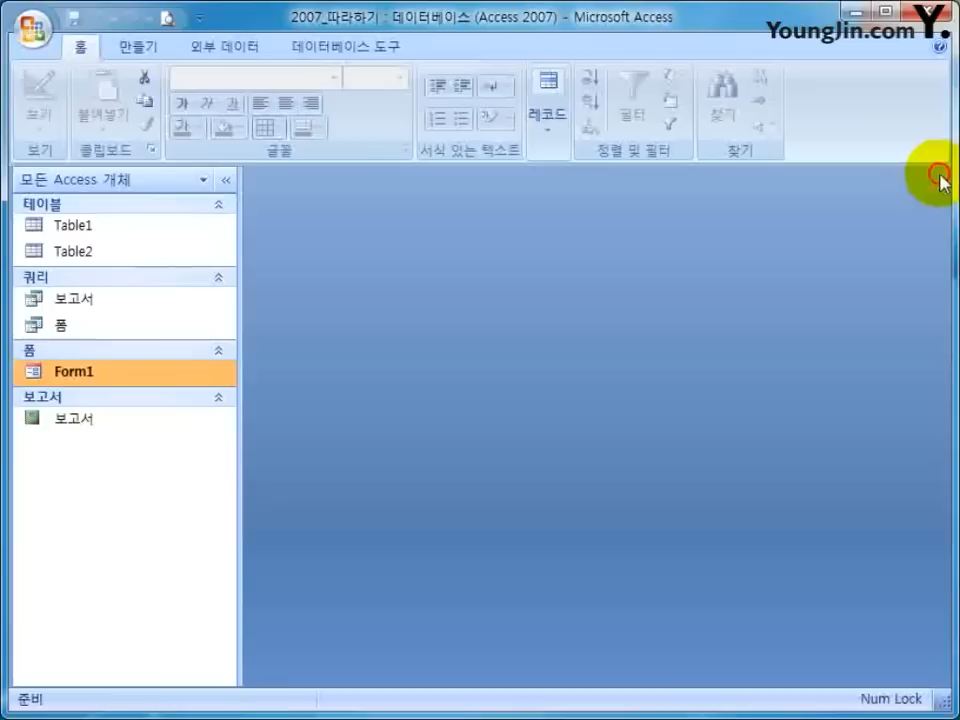 2007_따라하기 : 데이터베이스 (Access 2007) - Microsoft Access
YoungJin.com Y.
홈 만들기 외부 데이터 데이터베이스 도구
보기 붙여넣기 가 가 가 레코드 필터 찾기
가
보기 클립보드 글꼴 서식 있는 텍스트 정렬 및 필터 찾기
모든 Access 개체
테이블
Table1
Table2
쿼리
보고서
폼
폼
Form1
보고서
보고서
준비 Num Lock